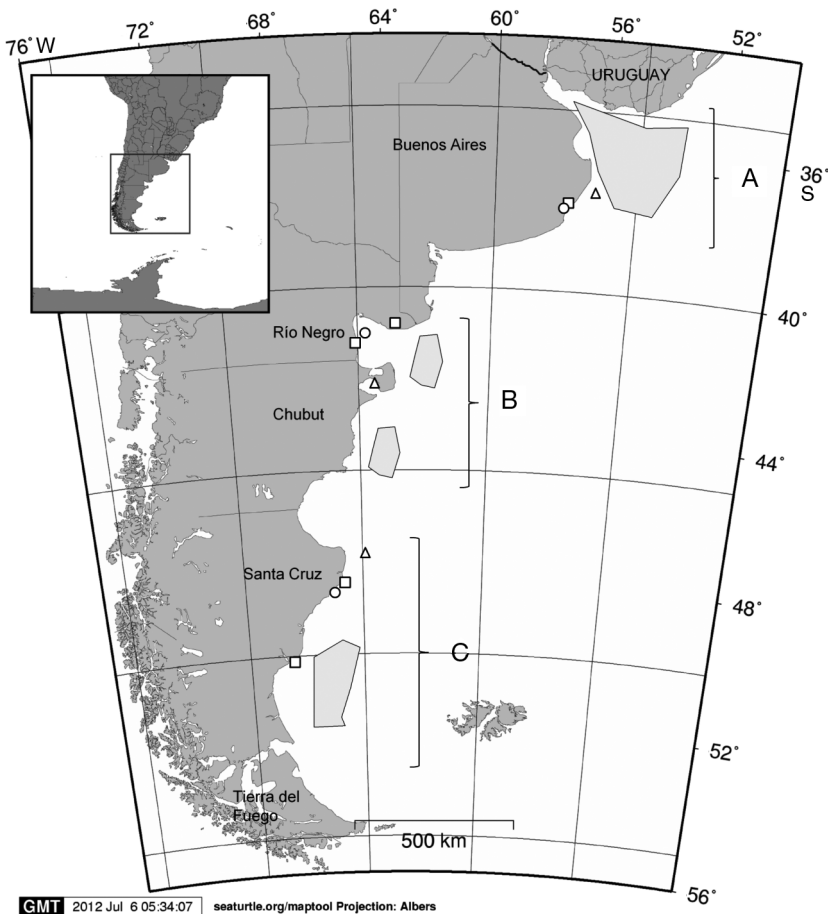 76° W
72°
68°
64°
60°
56°
52°
URUGUAY
Buenos Aires
A
36°
S
Río Negro
40°
B
Chubut
44°
Santa Cruz
48°
C
52°
Tierra del
Fuego
500 km
56°
GMT 2012 Jul 6 05:34:07 seaturtle.org/maptool Projection: Albers